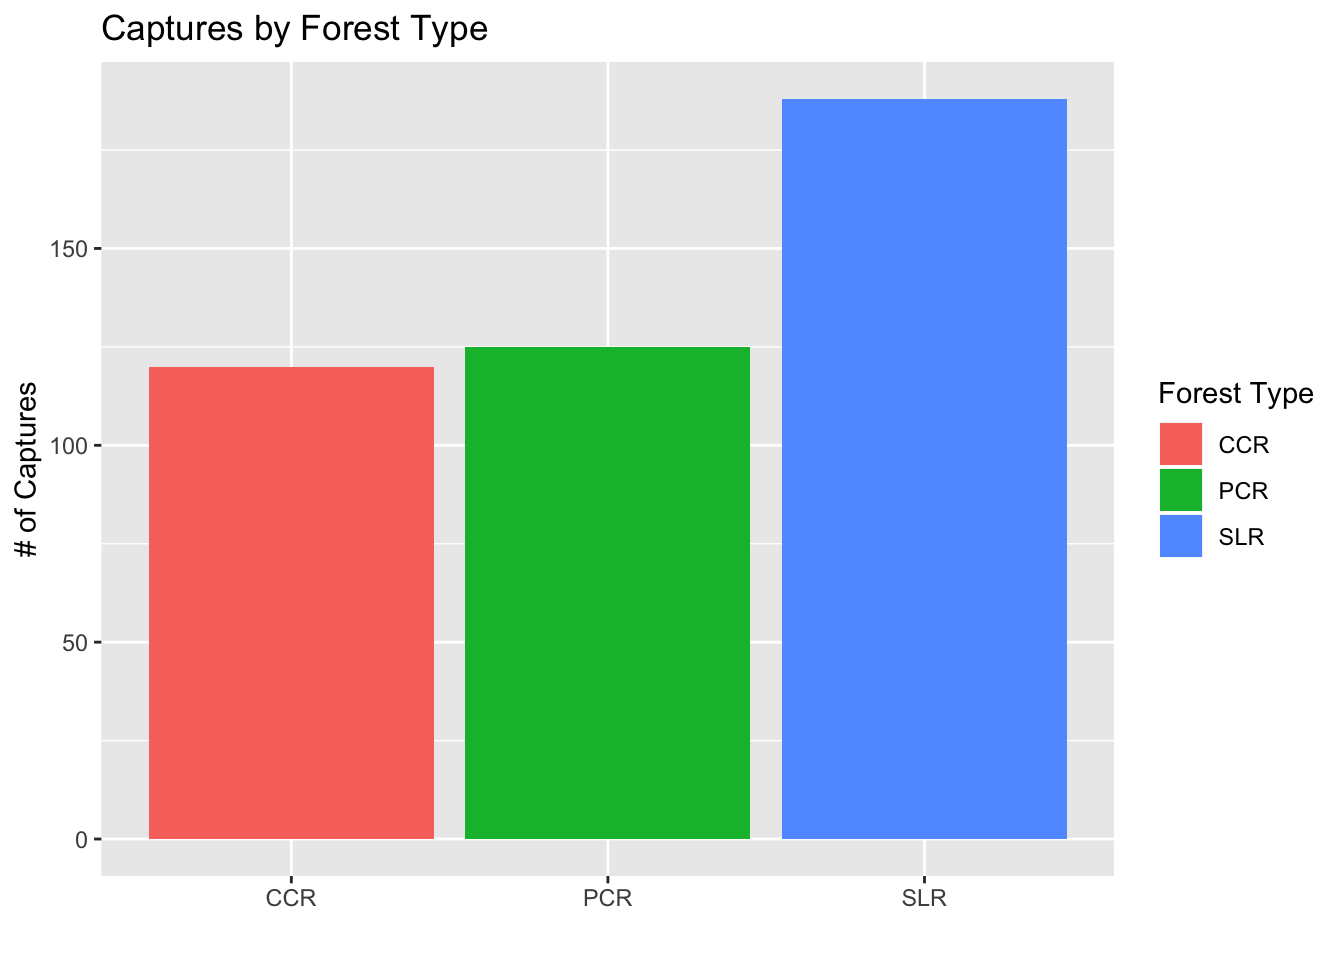 Captures by Forest Type
# of Captures
150
100
50
0
CCR
PCR
SLR
Forest Type
CCR
PCR
SLR